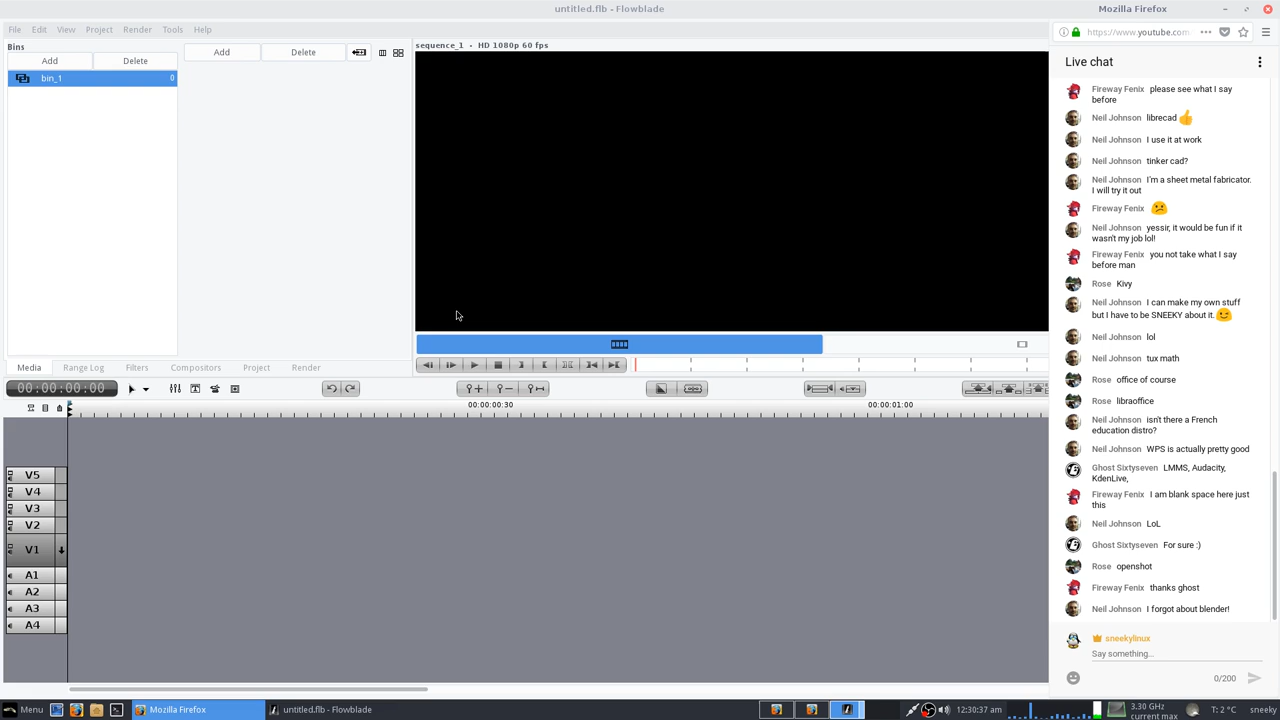 untitled.flb - Flowblade
Mozilla Firefox
File Edit View Project Render Tools Help
https://www.youtube.com
Bins
Add Delete
Add Delete
sequence_1 - HD 1080p 60 fps
bin_1 0
Live chat
Fireway Fenix please see what I say
before
Neil Johnson librecad
Neil Johnson I use it at work
Neil Johnson tinker cad?
Neil Johnson I'm a sheet metal fabricator.
I will try it out
Fireway Fenix
Neil Johnson yessir, it would be fun if it
wasn't my job lol!
Fireway Fenix you not take what I say
before man
Rose Kivy
Neil Johnson I can make my own stuff
but I have to be SNEEKY about it.
Neil Johnson lol
Neil Johnson tux math
Rose office of course
Rose libraoffice
Neil Johnson isn't there a French
education distro?
Neil Johnson WPS is actually pretty good
Ghost Sixtyseven LMMS, Audacity,
KdenLive,
Fireway Fenix I am blank space here just
this
Neil Johnson LoL
Ghost Sixtyseven For sure :)
Rose openshot
Fireway Fenix thanks ghost
Neil Johnson I forgot about blender!
sneekylinux
Say something...
0/200
Media Range Log Filters Compositors Project Render
00:00:00:00
00:00:00:30 00:00:01:00
V5
V4
V3
V2
V1
A1
A2
A3
A4
Menu Mozilla Firefox untitled.flb - Flowblade 12:30:37 am 3.30 GHz
current max T: 2 °C sneeky